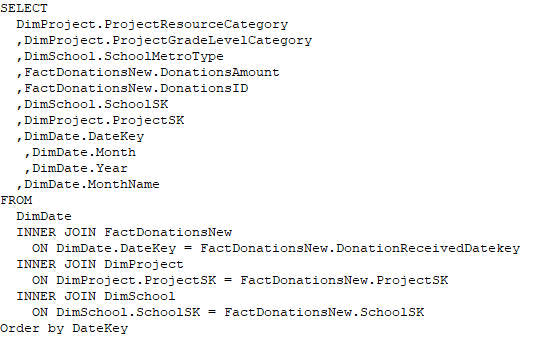 SELECT
  DimProject.ProjectResourceCategory
  ,DimProject.ProjectGradeLevelCategory
  ,DimSchool.SchoolMetroType
  ,FactDonationsNew.DonationsAmount
  ,FactDonationsNew.DonationsID
  ,DimSchool.SchoolSK
  ,DimProject.ProjectSK
  ,DimDate.DateKey
   ,DimDate.Month
   ,DimDate.Year
  ,DimDate.MonthName
FROM
  DimDate
  INNER JOIN FactDonationsNew
    ON DimDate.DateKey = FactDonationsNew.DonationReceivedDatekey
  INNER JOIN DimProject
    ON DimProject.ProjectSK = FactDonationsNew.ProjectSK
  INNER JOIN DimSchool
    ON DimSchool.SchoolSK = FactDonationsNew.SchoolSK
Order by DateKey